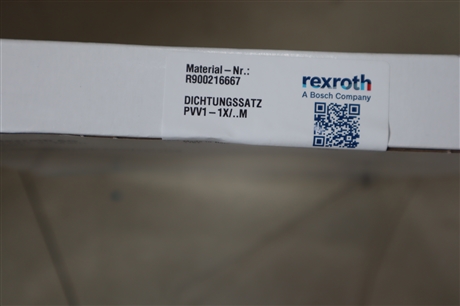 Material – Nr.:
R900216667
DICHTUNGSSATZ
PVV1 – 1X/..M
rexroth
A Bosch Company